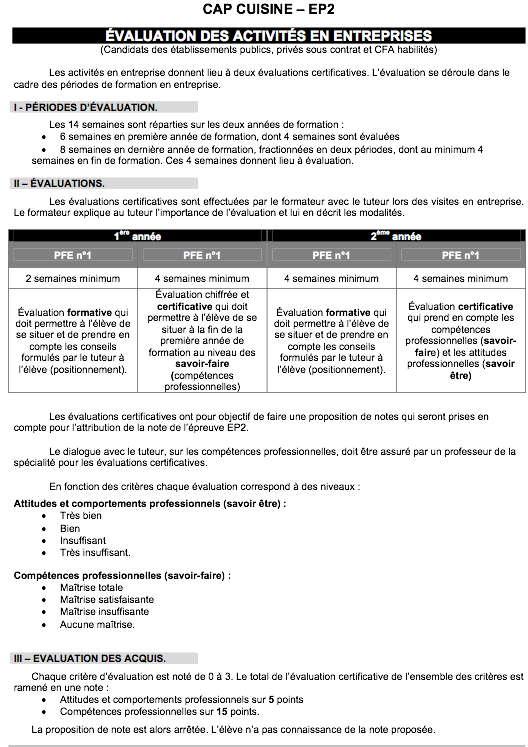 CAP CUISINE – EP2
ÉVALUATION DES ACTIVITÉS EN ENTREPRISES
(Candidats des établissements publics, privés sous contrat et CFA habilités)
Les activités en entreprise donnent lieu à deux évaluations certificatives. L'évaluation se déroule dans le
cadre des périodes de formation en entreprise.
I - PÉRIODES D'ÉVALUATION.
Les 14 semaines sont réparties sur les deux années de formation :
• 6 semaines en première année de formation, dont 4 semaines sont évaluées
• 8 semaines en dernière année de formation, fractionnées en deux périodes, dont au minimum 4
semaines en fin de formation. Ces 4 semaines donnent lieu à évaluation.
II – ÉVALUATIONS.
Les évaluations certificatives sont effectuées par le formateur avec le tuteur lors des visites en entreprise.
Le formateur explique au tuteur l'importance de l'évaluation et lui en décrit les modalités.
1ère année
2ème année
PFE n°1
PFE n°1
PFE n°1
PFE n°1
2 semaines minimum
4 semaines minimum
4 semaines minimum
4 semaines minimum
Évaluation formative qui
doit permettre à l'élève de
se situer et de prendre en
compte les conseils
formulés par le tuteur à
l'élève (positionnement).
Évaluation chiffrée et
certificative qui doit
permettre à l'élève de se
situer à la fin de la
première année de
formation au niveau des
savoir-faire
(compétences
professionnelles)
Évaluation formative qui
doit permettre à l'élève de
se situer et de prendre en
compte les conseils
formulés par le tuteur à
l'élève (positionnement).
Évaluation certificative
qui prend en compte les
compétences
professionnelles (savoir-
faire) et les attitudes
professionnelles (savoir
être)
Les évaluations certificatives ont pour objectif de faire une proposition de notes qui seront prises en
compte pour l'attribution de la note de l'épreuve EP2.
Le dialogue avec le tuteur, sur les compétences professionnelles, doit être assuré par un professeur de la
spécialité pour les évaluations certificatives.
En fonction des critères chaque évaluation correspond à des niveaux :
Attitudes et comportements professionnels (savoir être) :
• Très bien
• Bien
• Insuffisant
• Très insuffisant.
Compétences professionnelles (savoir-faire) :
• Maîtrise totale
• Maîtrise satisfaisante
• Maîtrise insuffisante
• Aucune maîtrise.
III – EVALUATION DES ACQUIS.
Chaque critère d'évaluation est noté de 0 à 3. Le total de l'évaluation certificative de l'ensemble des critères est
ramené en une note :
• Attitudes et comportements professionnels sur 5 points
• Compétences professionnelles sur 15 points.
La proposition de note est alors arrêtée. L'élève n'a pas connaissance de la note proposée.